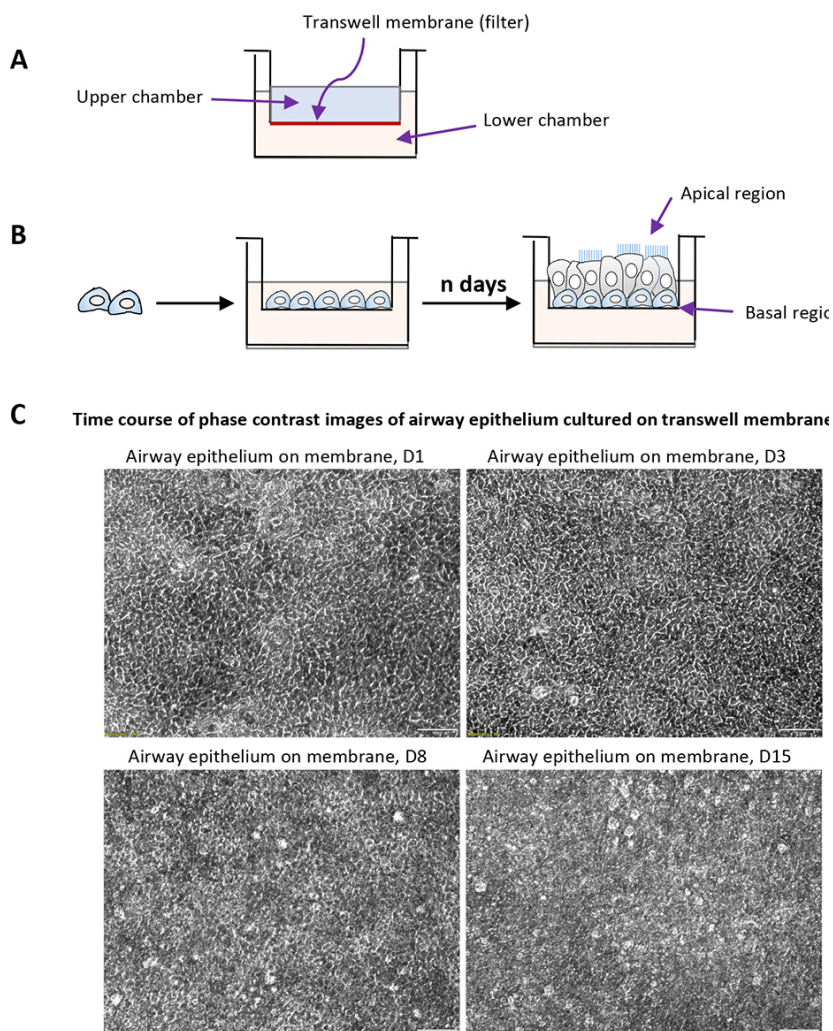 A
Transwell membrane (filter)
Upper chamber
Lower chamber
B
Apical region
n days
Basal regio
C
Time course of phase contrast images of airway epithelium cultured on transwell membrane
Airway epithelium on membrane, D1
Airway epithelium on membrane, D3
Airway epithelium on membrane, D8
Airway epithelium on membrane, D15